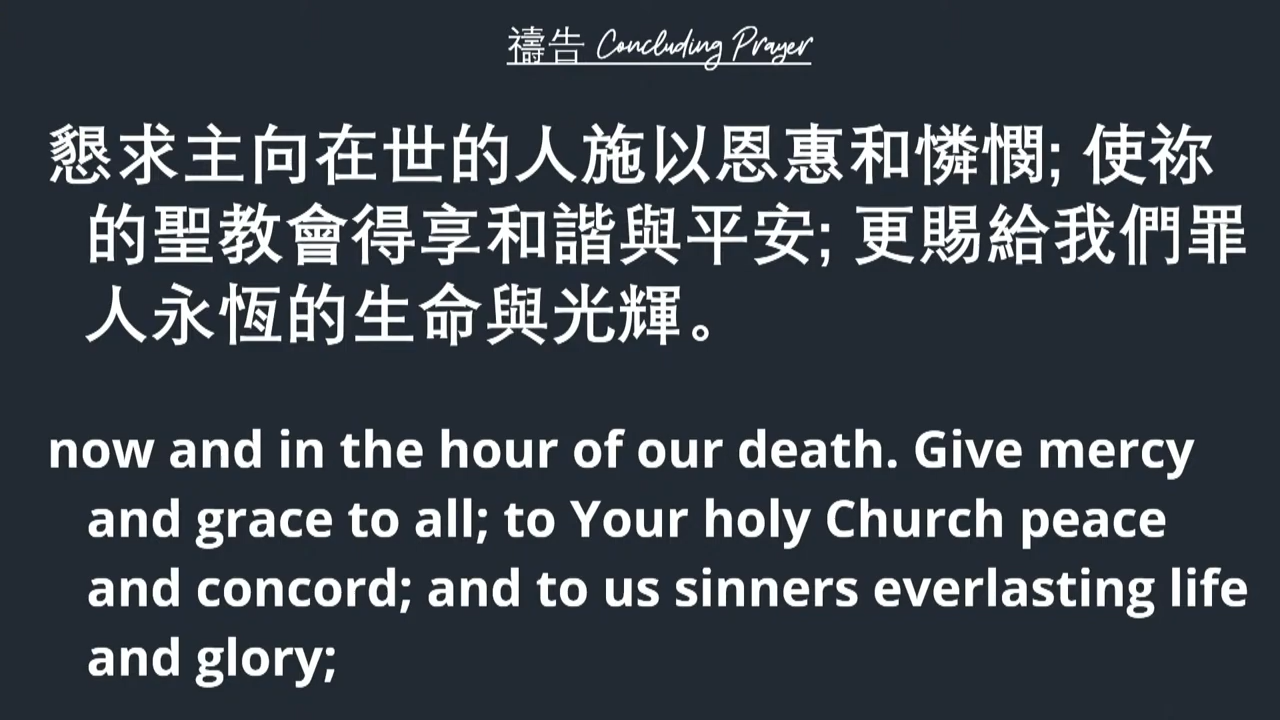 禱告 Concluding Prayer
懇求主向在世的人施以恩惠和憐憫; 使祢
的聖教會得享和諧與平安; 更賜給我們罪
人永恆的生命與光輝。
now and in the hour of our death. Give mercy
and grace to all; to Your holy Church peace
and concord; and to us sinners everlasting life
and glory;